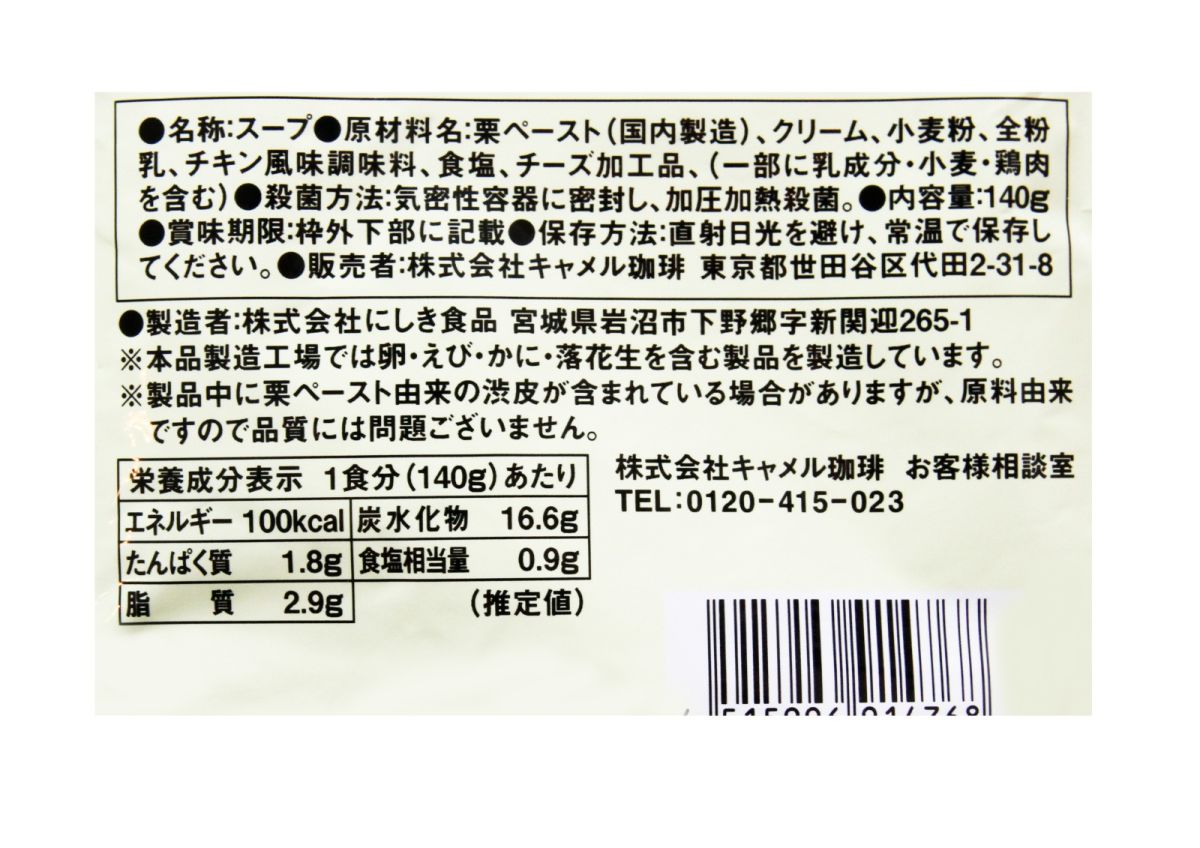 ●名称:スープ●原材料名:栗ペースト(国内製造)、クリーム、小麦粉、全粉
乳、チキン風味調味料、食塩、チーズ加工品、(一部に乳成分・小麦・鶏肉
を含む)●殺菌方法:気密性容器に密封し、加圧加熱殺菌。●内容量:140g
●賞味期限:枠外下部に記載●保存方法:直射日光を避け、常温で保存し
てください。●販売者:株式会社キャメル珈琲 東京都世田谷区代田2-31-8
●製造者:株式会社にしき食品 宮城県岩沼市下野郷字新関迎265-1
※本品製造工場では卵・えび・かに・落花生を含む製品を製造しています。
※製品中に栗ペースト由来の渋皮が含まれている場合がありますが、原料由来
ですので品質には問題ございません。
栄養成分表示 1食分(140g)あたり
エネルギー 100kcal 炭水化物 16.6g
たんぱく質 1.8g 食塩相当量 0.9g
脂質 2.9g (推定値)
株式会社キャメル珈琲 お客様相談室
TEL:0120-415-023